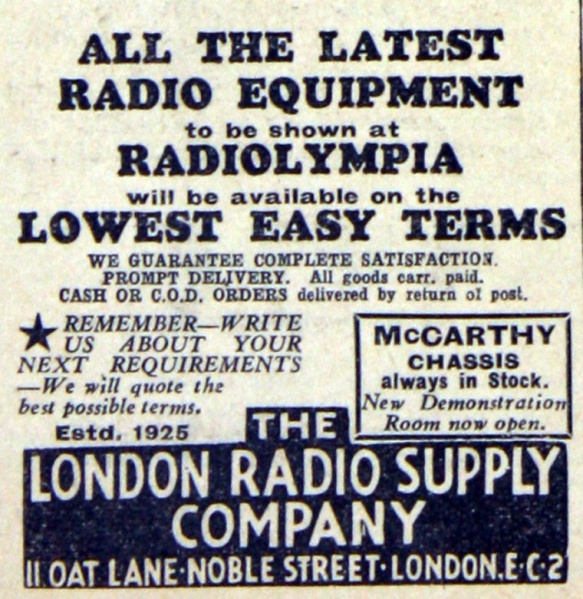 ALL THE LATEST
RADIO EQUIPMENT
to be shown at
RADIOLYMPIA
will be available on the
LOWEST EASY TERMS
WE GUARANTEE COMPLETE SATISFACTION.
PROMPT DELIVERY. All goods carr. paid.
CASH OR C.O.D. ORDERS delivered by return of post.
★ REMEMBER—WRITE
US ABOUT YOUR
NEXT REQUIREMENTS
—We will quote the
best possible terms.
Estd. 1925
McCARTHY
CHASSIS
always in Stock.
New Demonstration
Room now open.
THE
LONDON RADIO SUPPLY
COMPANY
11 OAT LANE·NOBLE STREET·LONDON.E·C·2